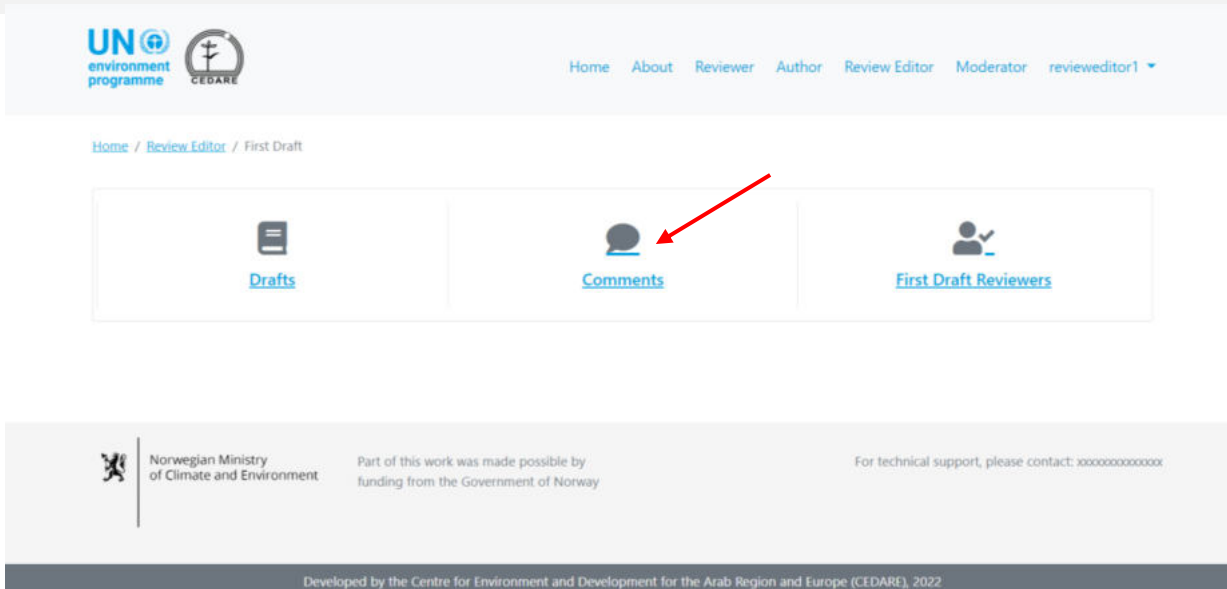 UN
environment
programme
CEDARE
Home About Reviewer Author Review Editor Moderator revieweditor1
Home / Review Editor / First Draft
Drafts
Comments
First Draft Reviewers
Norwegian Ministry
of Climate and Environment
Part of this work was made possible by
funding from the Government of Norway
For technical support, please contact: xxxxxxxxxxxxxx
Developed by the Centre for Environment and Development for the Arab Region and Europe (CEDARE), 2022